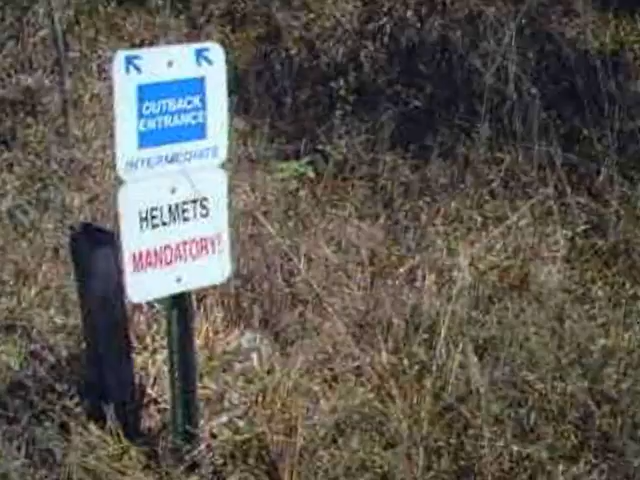 OUTBACK
ENTRANCE
INTERMEDIATE
HELMETS
MANDATORY!